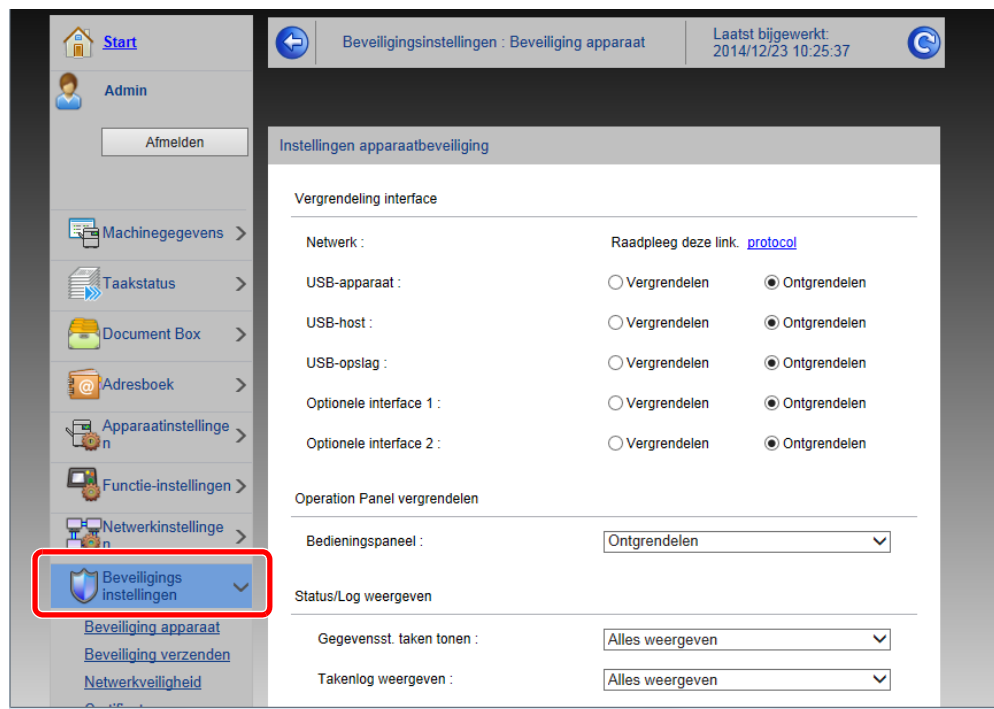 Start
Admin
Afmelden
Machinegegevens
Taakstatus
Document Box
Adresboek
Apparaatinstellinge
n
Functie-instellingen
Netwerkinstellinge
n
Beveiligings
instellingen
Beveiliging apparaat
Beveiliging verzenden
Netwerkveiligheid
Beveiligingsinstellingen : Beveiliging apparaat
Laatst bijgewerkt:
2014/12/23 10:25:37
Instellingen apparaatbeveiliging
Vergrendeling interface
Netwerk : Raadpleeg deze link. protocol
USB-apparaat : Vergrendelen Ontgrendelen
USB-host : Vergrendelen Ontgrendelen
USB-opslag : Vergrendelen Ontgrendelen
Optionele interface 1 : Vergrendelen Ontgrendelen
Optionele interface 2 : Vergrendelen Ontgrendelen
Operation Panel vergrendelen
Bedieningspaneel : Ontgrendelen
Status/Log weergeven
Gegevensst. taken tonen : Alles weergeven
Takenlog weergeven : Alles weergeven